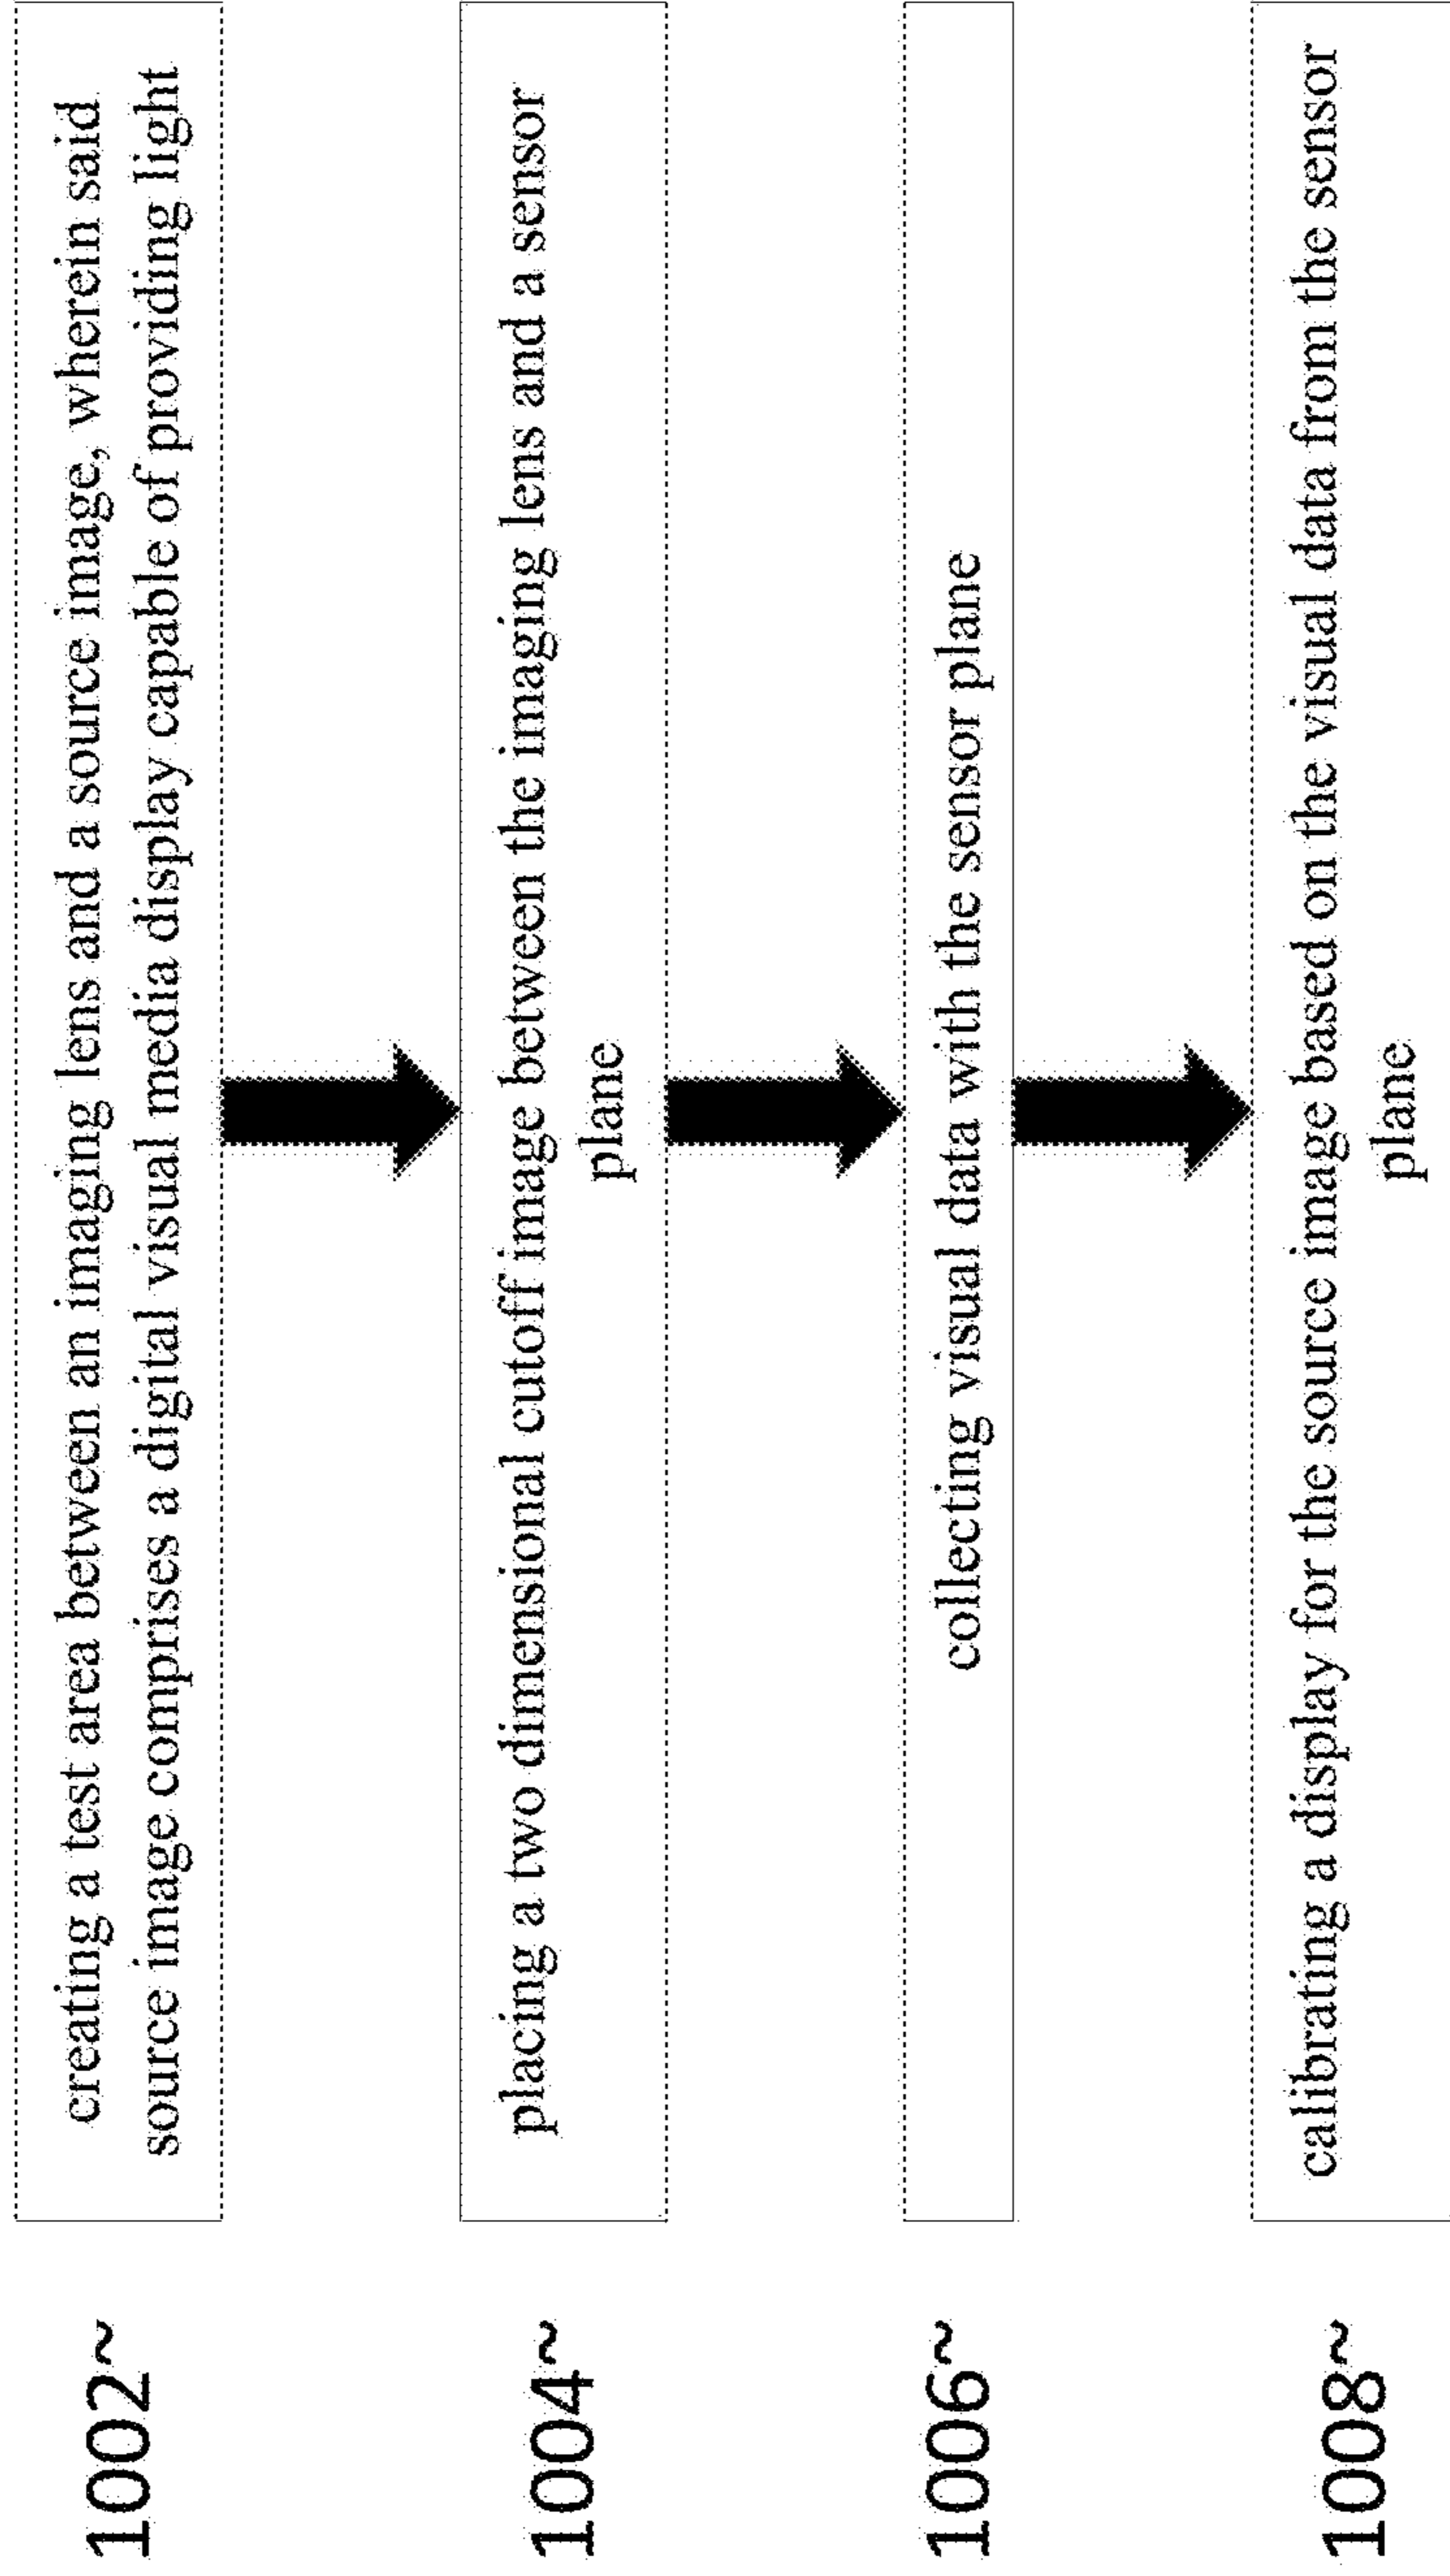 1002~
creating a test area between an imaging lens and a source image, wherein said
source image comprises a digital visual media display capable of providing light
1004~
placing a two dimensional cutoff image between the imaging lens and a sensor
plane
1006~
collecting visual data with the sensor plane
1008~
calibrating a display for the source image based on the visual data from the sensor
plane